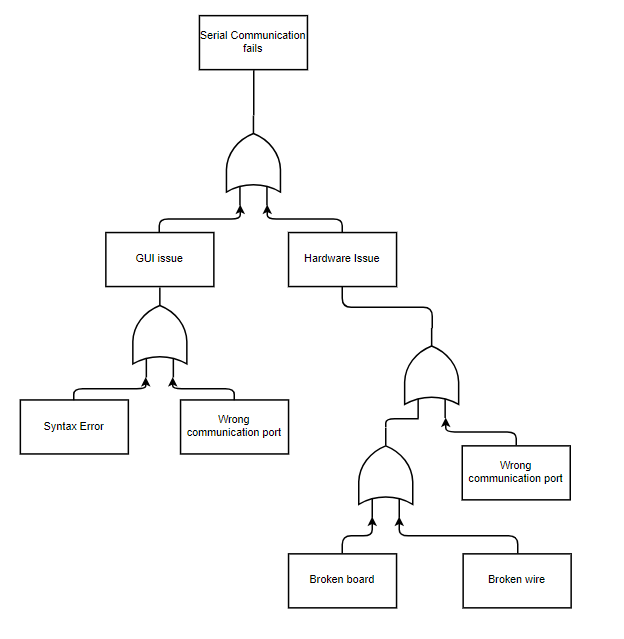 Serial Communication
fails
GUI issue
Hardware Issue
Syntax Error
Wrong
communication port
Wrong
communication port
Broken board
Broken wire